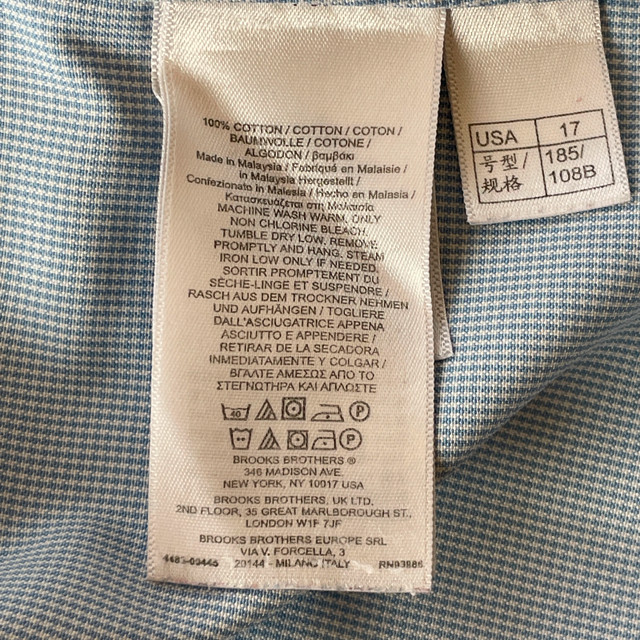 100% COTTON / COTTON / COTON /
BAUMWOLLE / COTONE /
ALGODON / βαμβάκι
Made in Malaysia / Fabriqué en Malaisie /
in Malaysia Hergestellt /
Confezionato in Malesia / Hecho en Malasia /
Κατασκευάζεται στη Μαλαισία
MACHINE WASH WARM, ONLY
NON CHLORINE BLEACH.
TUMBLE DRY LOW, REMOVE
PROMPTLY AND HANG. STEAM
IRON LOW ONLY IF NEEDED.
SORTIR PROMPTEMENT DU
SÈCHE-LINGE ET SUSPENDRE /
RASCH AUS DEM TROCKNER NEHMEN
UND AUFHÄNGEN / TOGLIERE
DALL'ASCIUGATRICE APPENA
ASCIUTTO E APPENDERE /
RETIRAR DE LA SECADORA
INMEDIATAMENTE Y COLGAR /
ΒΓΑΛΤΕ ΑΜΕΣΩΣ ΑΠΟ ΤΟ
ΣΤΕΓΝΩΤΗΡΑ ΚΑΙ ΑΠΛΩΣΤΕ
40 P
P
BROOKS BROTHERS ®
346 MADISON AVE.
NEW YORK, NY 10017 USA
BROOKS BROTHERS, UK LTD.
2ND FLOOR, 35 GREAT MARLBOROUGH ST.,
LONDON W1F 7JF
BROOKS BROTHERS EUROPE SRL
VIA V. FORCELLA, 3
20144 - MILANO ITALY
USA 17
号型/ 185/
规格 108B